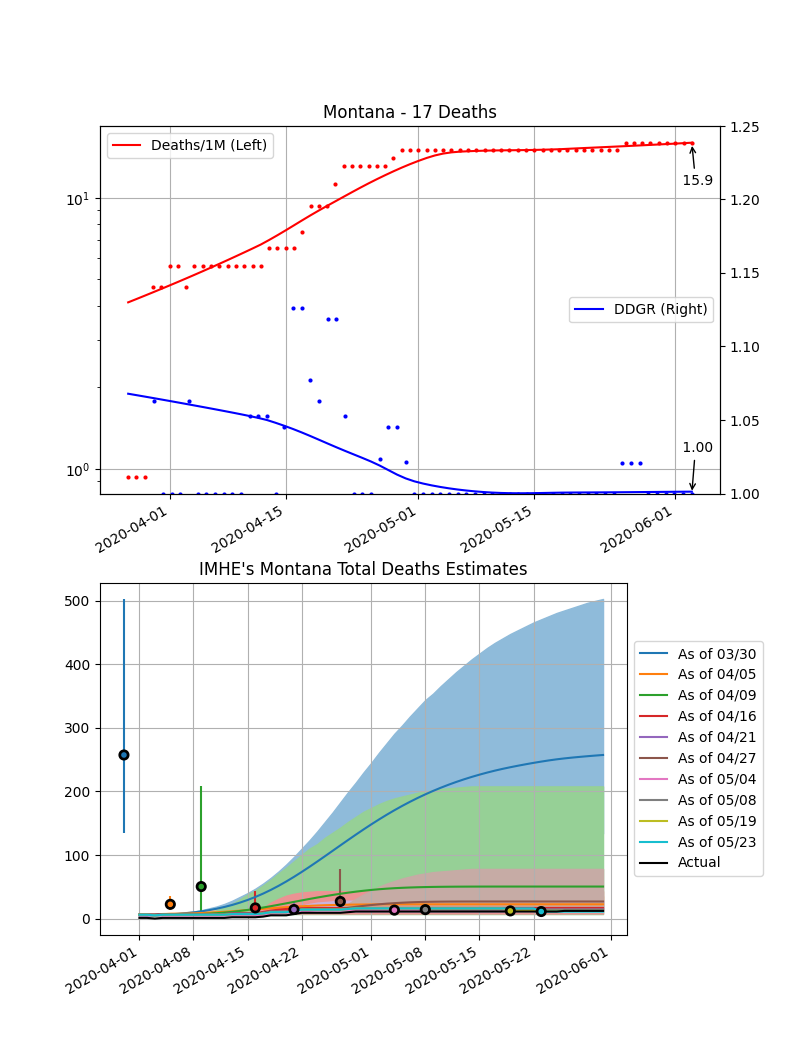 Montana - 17 Deaths
Deaths/1M (Left)
DDGR (Right)
10¹
10⁰
1.25
1.20
1.15
1.10
1.05
1.00
15.9
1.00
2020-04-01
2020-04-15
2020-05-01
2020-05-15
2020-06-01
IMHE's Montana Total Deaths Estimates
500
400
300
200
100
0
2020-04-01
2020-04-08
2020-04-15
2020-04-22
2020-05-01
2020-05-08
2020-05-15
2020-05-22
2020-06-01
As of 03/30
As of 04/05
As of 04/09
As of 04/16
As of 04/21
As of 04/27
As of 05/04
As of 05/08
As of 05/19
As of 05/23
Actual